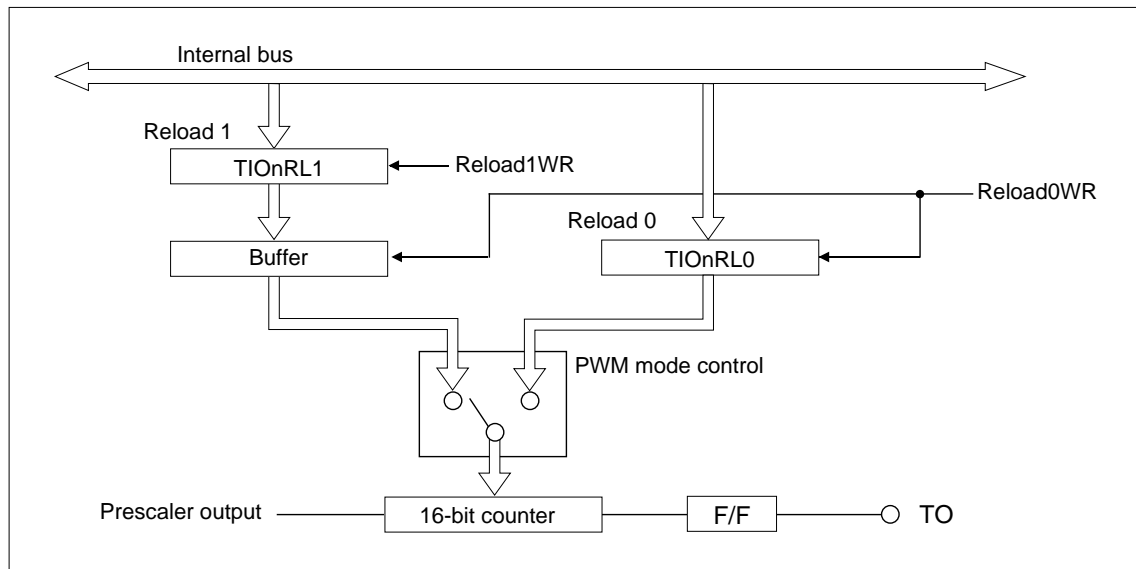 Internal bus
Reload 1
TIOnRL1
Reload1WR
Reload0WR
Reload 0
Buffer
TIOnRL0
PWM mode control
Prescaler output
16-bit counter
F/F
TO